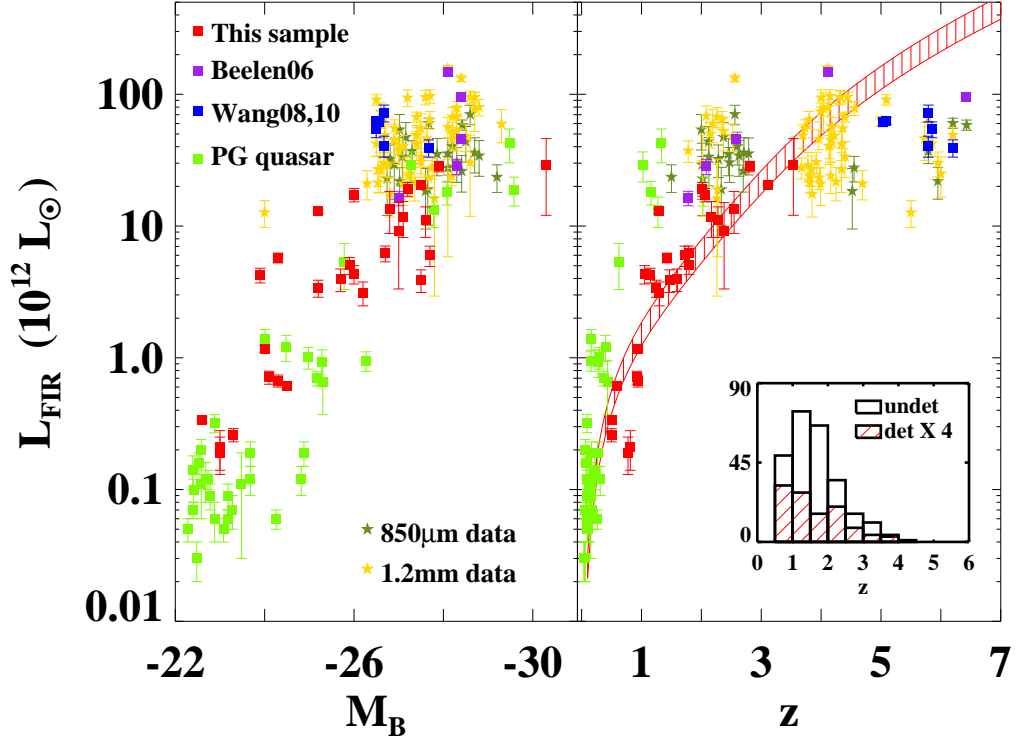 This sample
Beelen06
Wang08,10
PG quasar
850μm data
1.2mm data
L_FIR (10^12 L_⊙)
100
10
1.0
0.1
0.01
-22 -26 -30
M_B
1 3 5 7
z
undet
det X 4
90
45
0
0 1 2 3 4 5 6
z